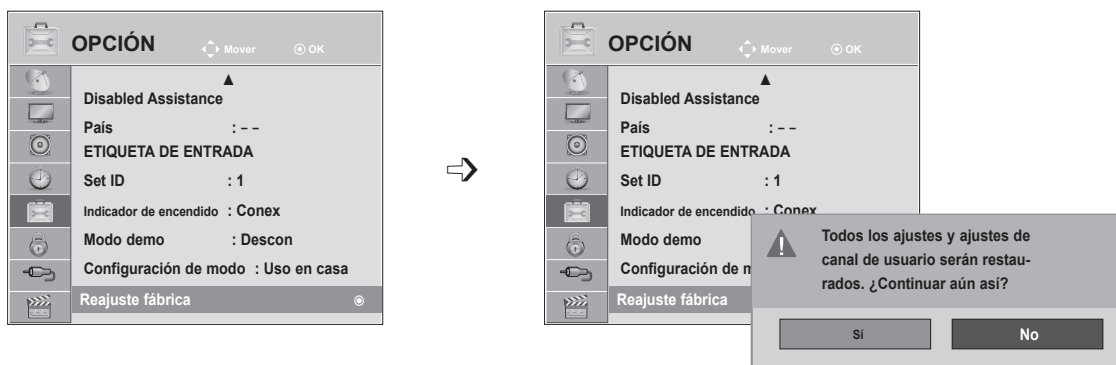 OPCIÓN Mover OK
Disabled Assistance
País : – –
ETIQUETA DE ENTRADA
Set ID : 1
Indicador de encendido : Conex
Modo demo : Descon
Configuración de modo : Uso en casa
Reajuste fábrica
OPCIÓN Mover OK
Disabled Assistance
País : – –
ETIQUETA DE ENTRADA
Set ID : 1
Indicador de encendido : Conex
Modo demo
Configuración de m
Reajuste fábrica
Todos los ajustes y ajustes de
canal de usuario serán restau-
rados. ¿Continuar aún así?
Sí No